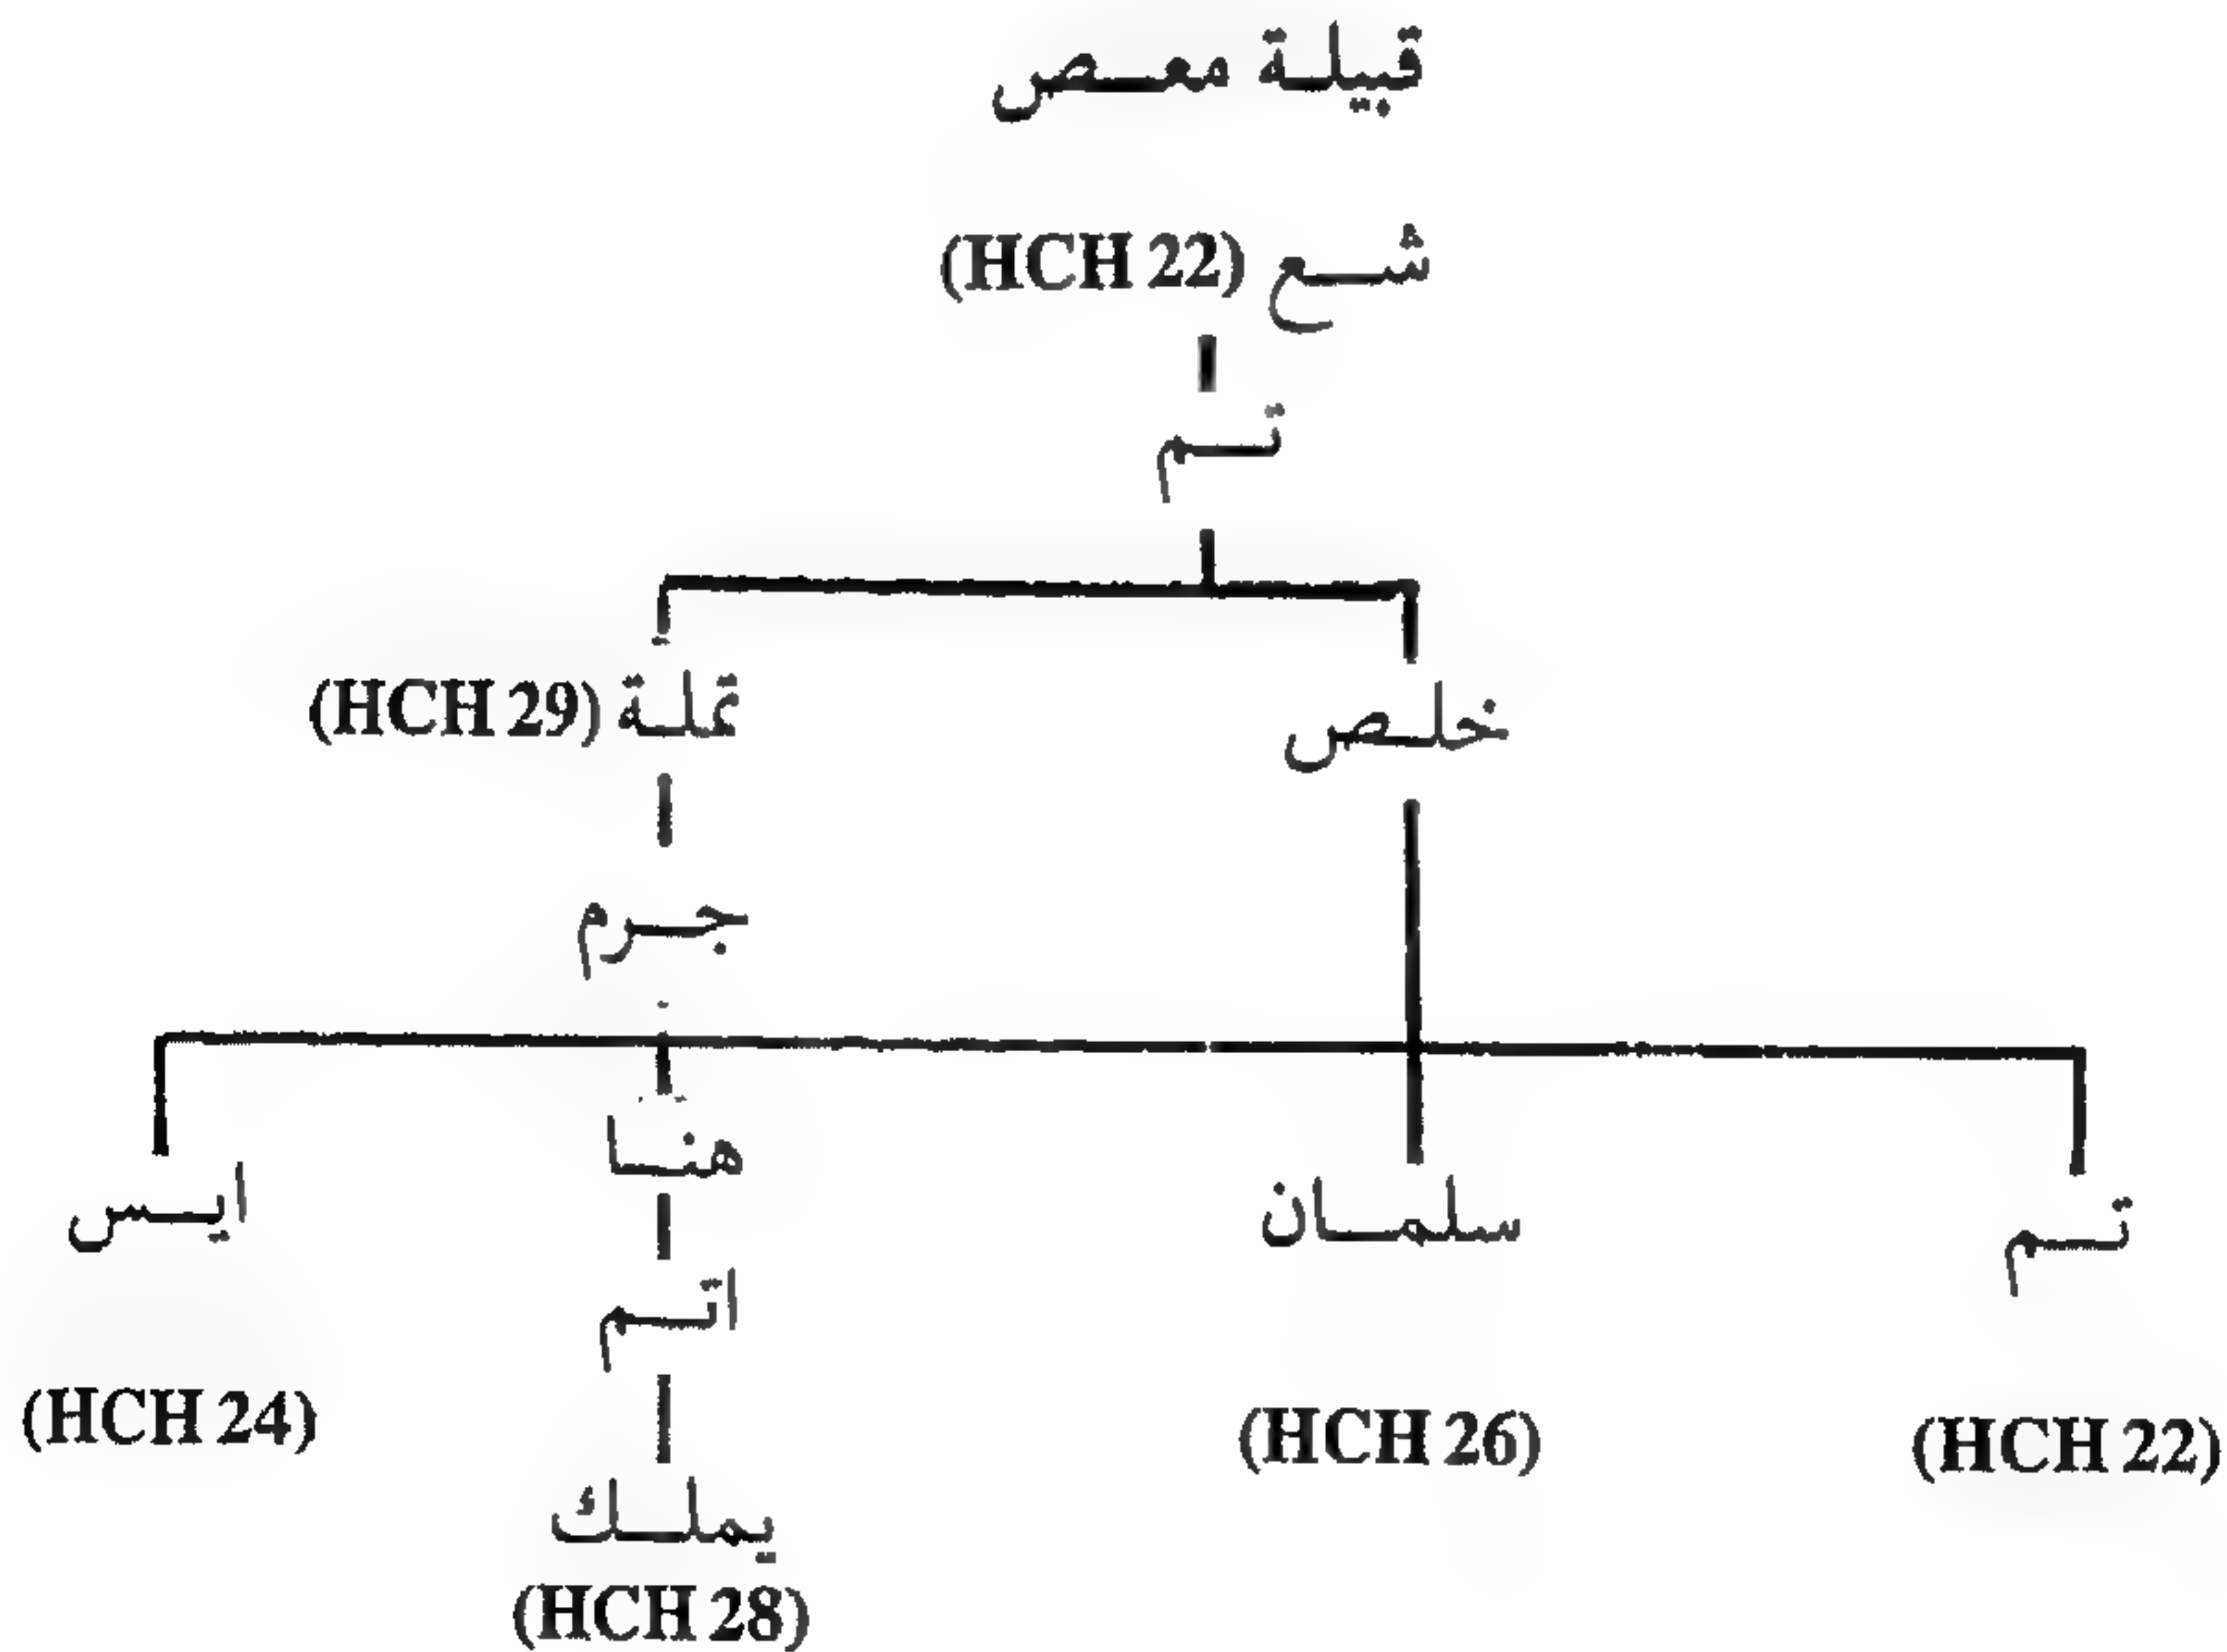 قبيلة معص
شع (HCH 22)
تم
خلص
(HCH 29)
جرم
هنا
تم
سلمان
ايس
اتم
(HCH 22)
(HCH 26)
(HCH 24)
يملك
(HCH 28)